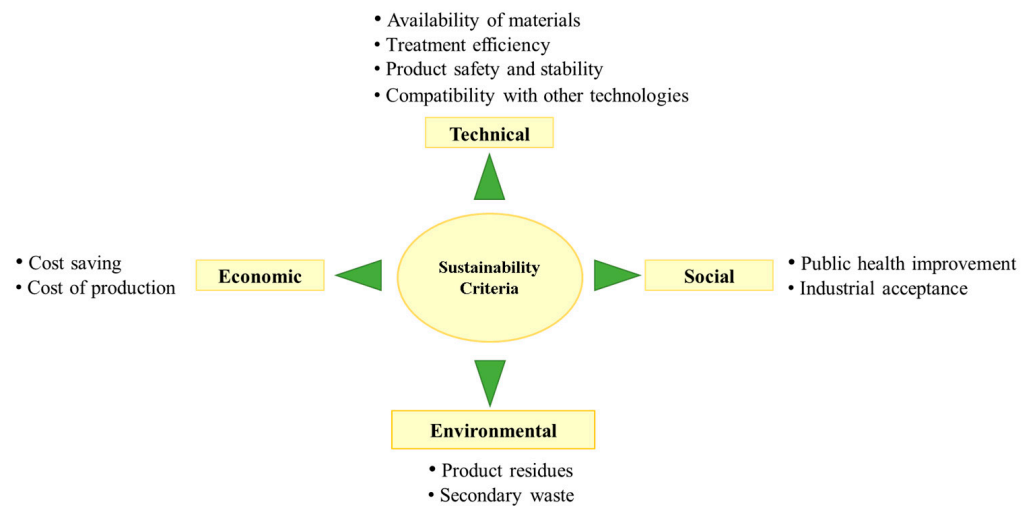 • Availability of materials
• Treatment efficiency
• Product safety and stability
• Compatibility with other technologies
Technical
• Cost saving
• Cost of production
Economic
Sustainability
Criteria
Social
• Public health improvement
• Industrial acceptance
Environmental
• Product residues
• Secondary waste